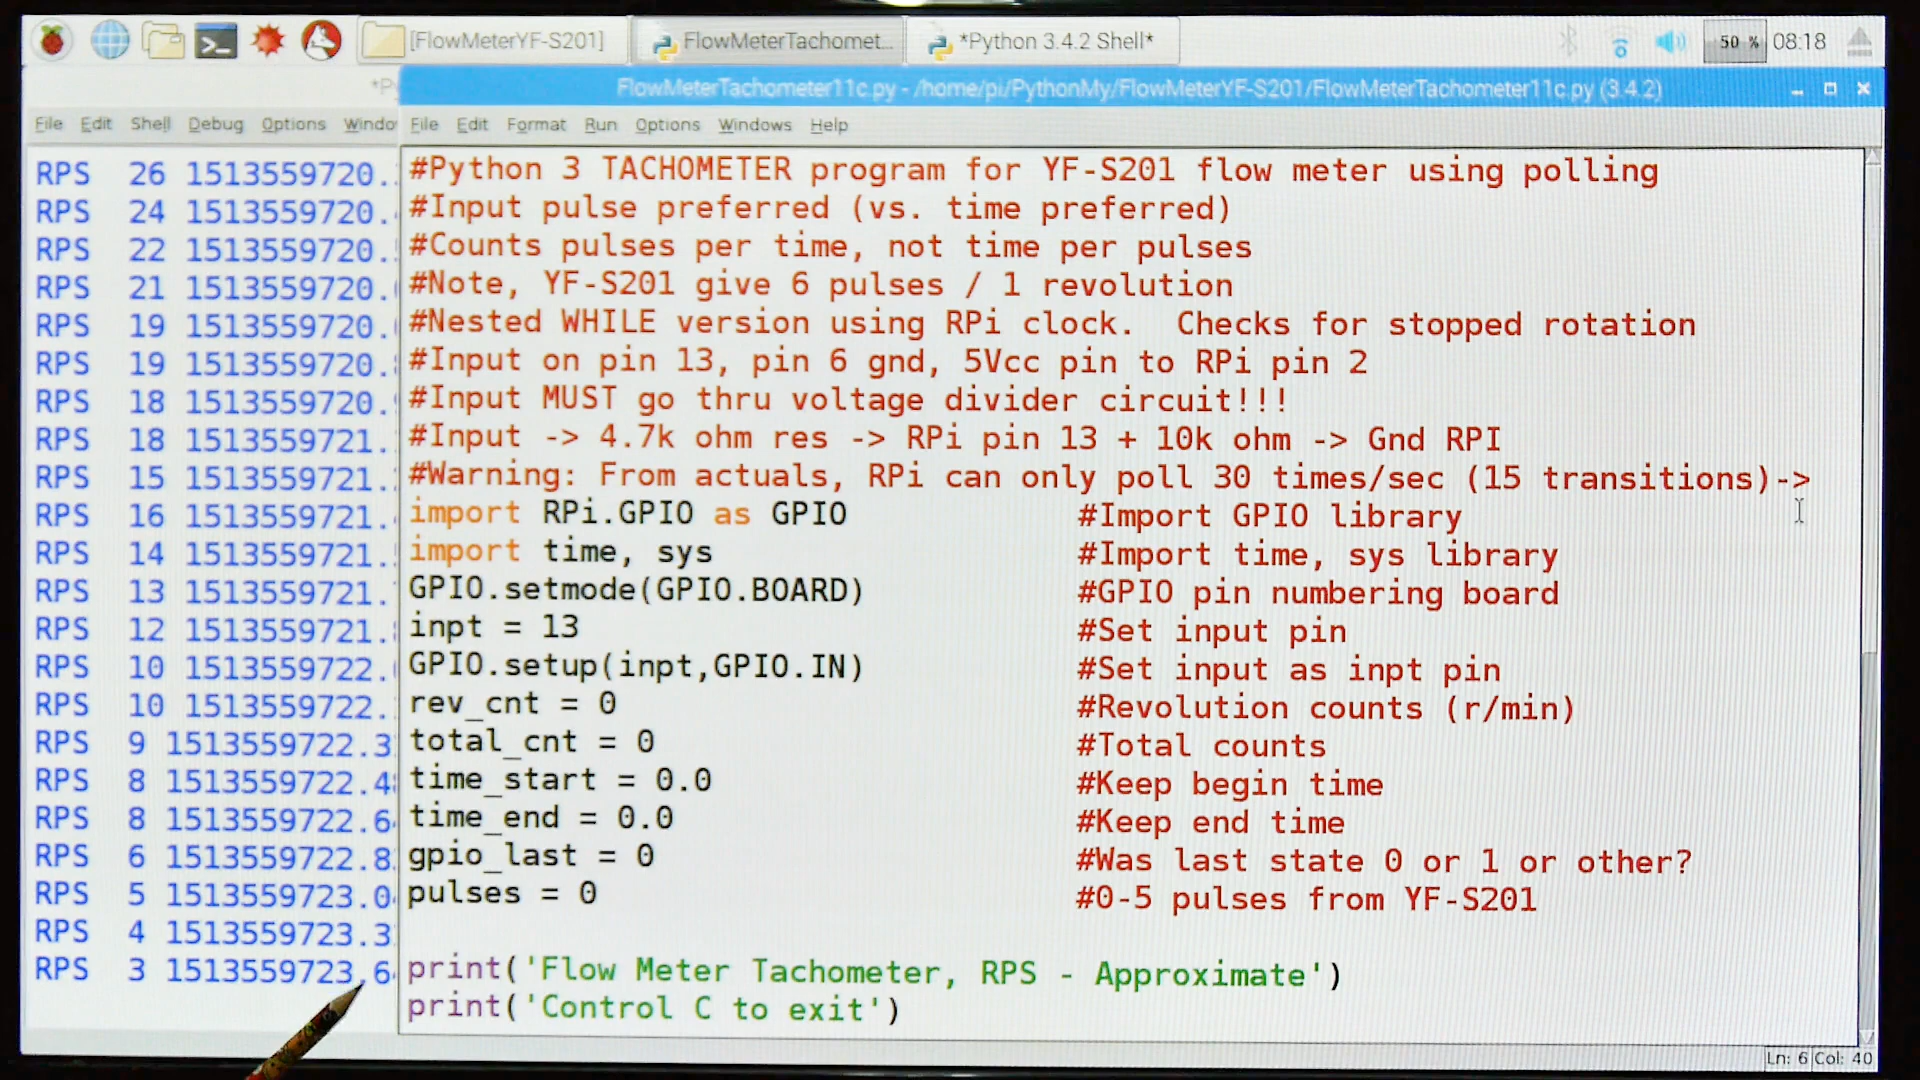 [FlowMeterYF-S201]
FlowMeterTachomet...
*Python 3.4.2 Shell*
50 %
08:18
FlowMeterTachometer11c.py - /home/pi/PythonMy/FlowMeterYF-S201/FlowMeterTachometer11c.py (3.4.2)
File Edit Shell Debug Options Windo
File Edit Format Run Options Windows Help
RPS 26 1513559720.
RPS 24 1513559720.
RPS 22 1513559720.
RPS 21 1513559720.
RPS 19 1513559720.
RPS 19 1513559720.
RPS 18 1513559720.
RPS 18 1513559721.
RPS 15 1513559721.
RPS 16 1513559721.
RPS 14 1513559721.
RPS 13 1513559721.
RPS 12 1513559721.
RPS 10 1513559722.
RPS 10 1513559722.
RPS 9 1513559722.3
RPS 8 1513559722.4
RPS 8 1513559722.6
RPS 6 1513559722.8
RPS 5 1513559723.0
RPS 4 1513559723.3
RPS 3 1513559723.6
#Python 3 TACHOMETER program for YF-S201 flow meter using polling
#Input pulse preferred (vs. time preferred)
#Counts pulses per time, not time per pulses
#Note, YF-S201 give 6 pulses / 1 revolution
#Nested WHILE version using RPi clock.  Checks for stopped rotation
#Input on pin 13, pin 6 gnd, 5Vcc pin to RPi pin 2
#Input MUST go thru voltage divider circuit!!!
#Input -> 4.7k ohm res -> RPi pin 13 + 10k ohm -> Gnd RPI
#Warning: From actuals, RPi can only poll 30 times/sec (15 transitions)->
import RPi.GPIO as GPIO #Import GPIO library
import time, sys #Import time, sys library
GPIO.setmode(GPIO.BOARD) #GPIO pin numbering board
inpt = 13 #Set input pin
GPIO.setup(inpt,GPIO.IN) #Set input as inpt pin
rev_cnt = 0 #Revolution counts (r/min)
total_cnt = 0 #Total counts
time_start = 0.0 #Keep begin time
time_end = 0.0 #Keep end time
gpio_last = 0 #Was last state 0 or 1 or other?
pulses = 0 #0-5 pulses from YF-S201
print('Flow Meter Tachometer, RPS - Approximate')
print('Control C to exit')
Ln: 6 Col: 40